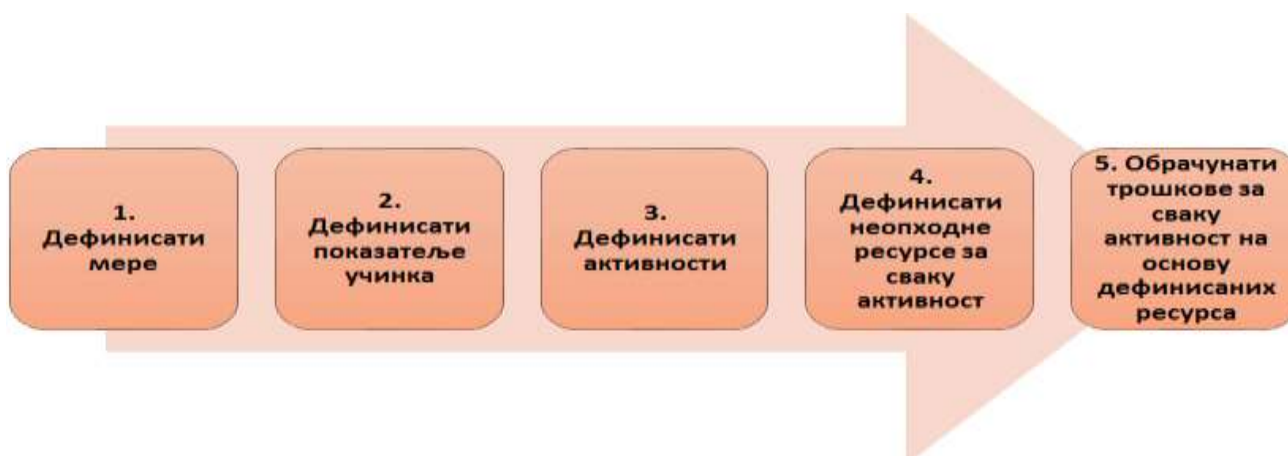 1.
Дефинисати
мере
2.
Дефинисати
показатеље
учинка
3.
Дефинисати
активности
4.
Дефинисати
неопходне
ресурсе за
сваку
активност
5. Обрачунати
трошкове за
сваку
активност на
основу
дефинисаних
ресурса